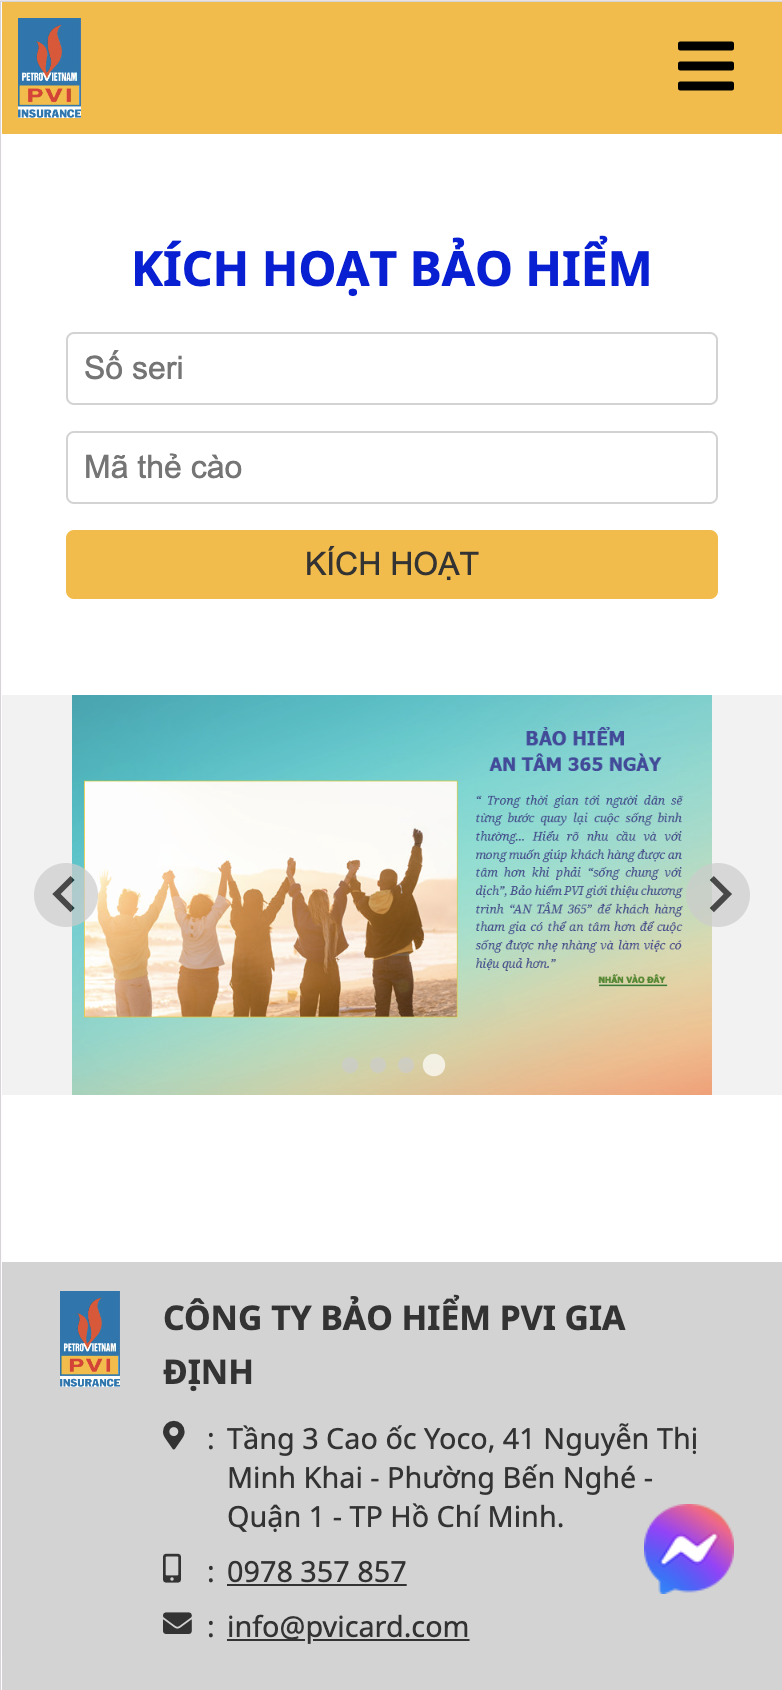 PETROVIETNAM
PVI
INSURANCE
KÍCH HOẠT BẢO HIỂM
Số seri
Mã thẻ cào
KÍCH HOẠT
BẢO HIỂM
AN TÂM 365 NGÀY
“ Trong thời gian tới người dân sẽ
từng bước quay lại cuộc sống bình
thường... Hiểu rõ nhu cầu và với
mong muốn giúp khách hàng được an
tâm hơn khi phải “sống chung với
dịch”, Bảo hiểm PVI giới thiệu chương
trình “AN TÂM 365” để khách hàng
tham gia có thể an tâm hơn để cuộc
sống được nhẹ nhàng và làm việc có
hiệu quả hơn.”
NHẤN VÀO ĐÂY
PETROVIETNAM
PVI
INSURANCE
CÔNG TY BẢO HIỂM PVI GIA
ĐỊNH
: Tầng 3 Cao ốc Yoco, 41 Nguyễn Thị
Minh Khai - Phường Bến Nghé -
Quận 1 - TP Hồ Chí Minh.
: 0978 357 857
: info@pvicard.com